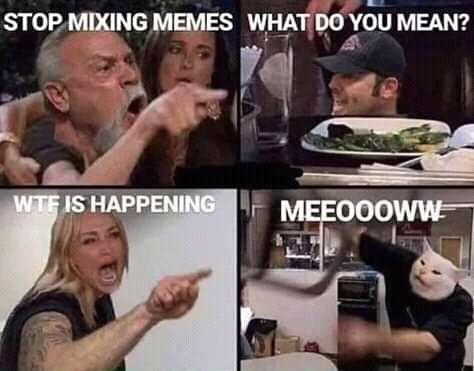 STOP MIXING MEMES
WHAT DO YOU MEAN?
WTF IS HAPPENING
MEEOOOWW